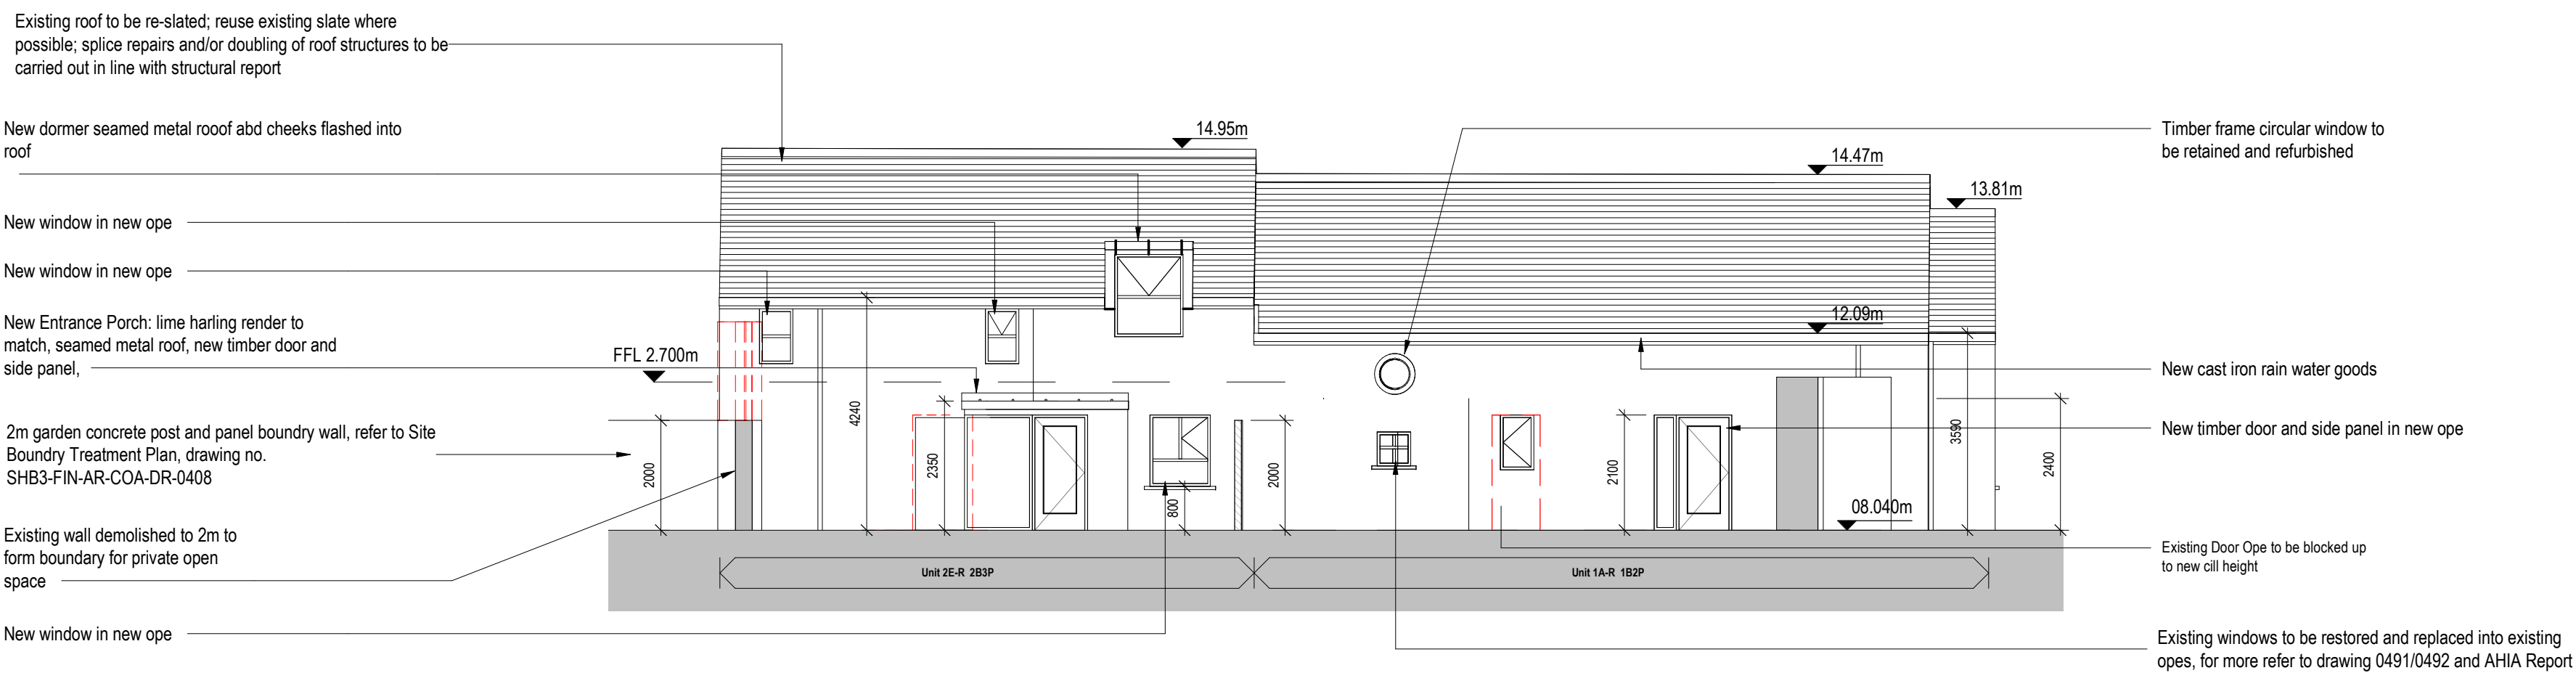 Existing roof to be re-slated; reuse existing slate where
possible; splice repairs and/or doubling of roof structures to be
carried out in line with structural report
New dormer seamed metal rooof abd cheeks flashed into
roof
New window in new ope
New window in new ope
New Entrance Porch: lime harling render to
match, seamed metal roof, new timber door and
side panel,
2m garden concrete post and panel boundry wall, refer to Site
Boundry Treatment Plan, drawing no.
SHB3-FIN-AR-COA-DR-0408
Existing wall demolished to 2m to
form boundary for private open
space
New window in new ope
14.95m
14.47m
13.81m
12.09m
FFL 2.700m
08.040m
2000
4240
2350
800
2000
2100
3590
2400
Unit 2E-R 2B3P
Unit 1A-R 1B2P
Timber frame circular window to
be retained and refurbished
New cast iron rain water goods
New timber door and side panel in new ope
Existing Door Ope to be blocked up
to new cill height
Existing windows to be restored and replaced into existing
opes, for more refer to drawing 0491/0492 and AHIA Report